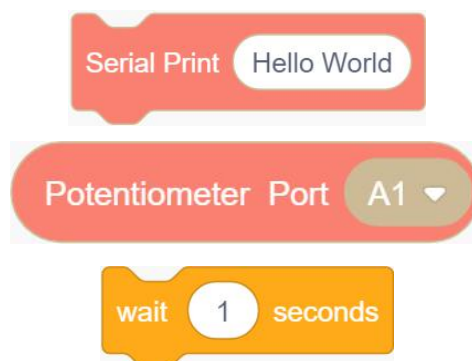 Serial Print Hello World
Potentiometer Port A1
wait 1 seconds